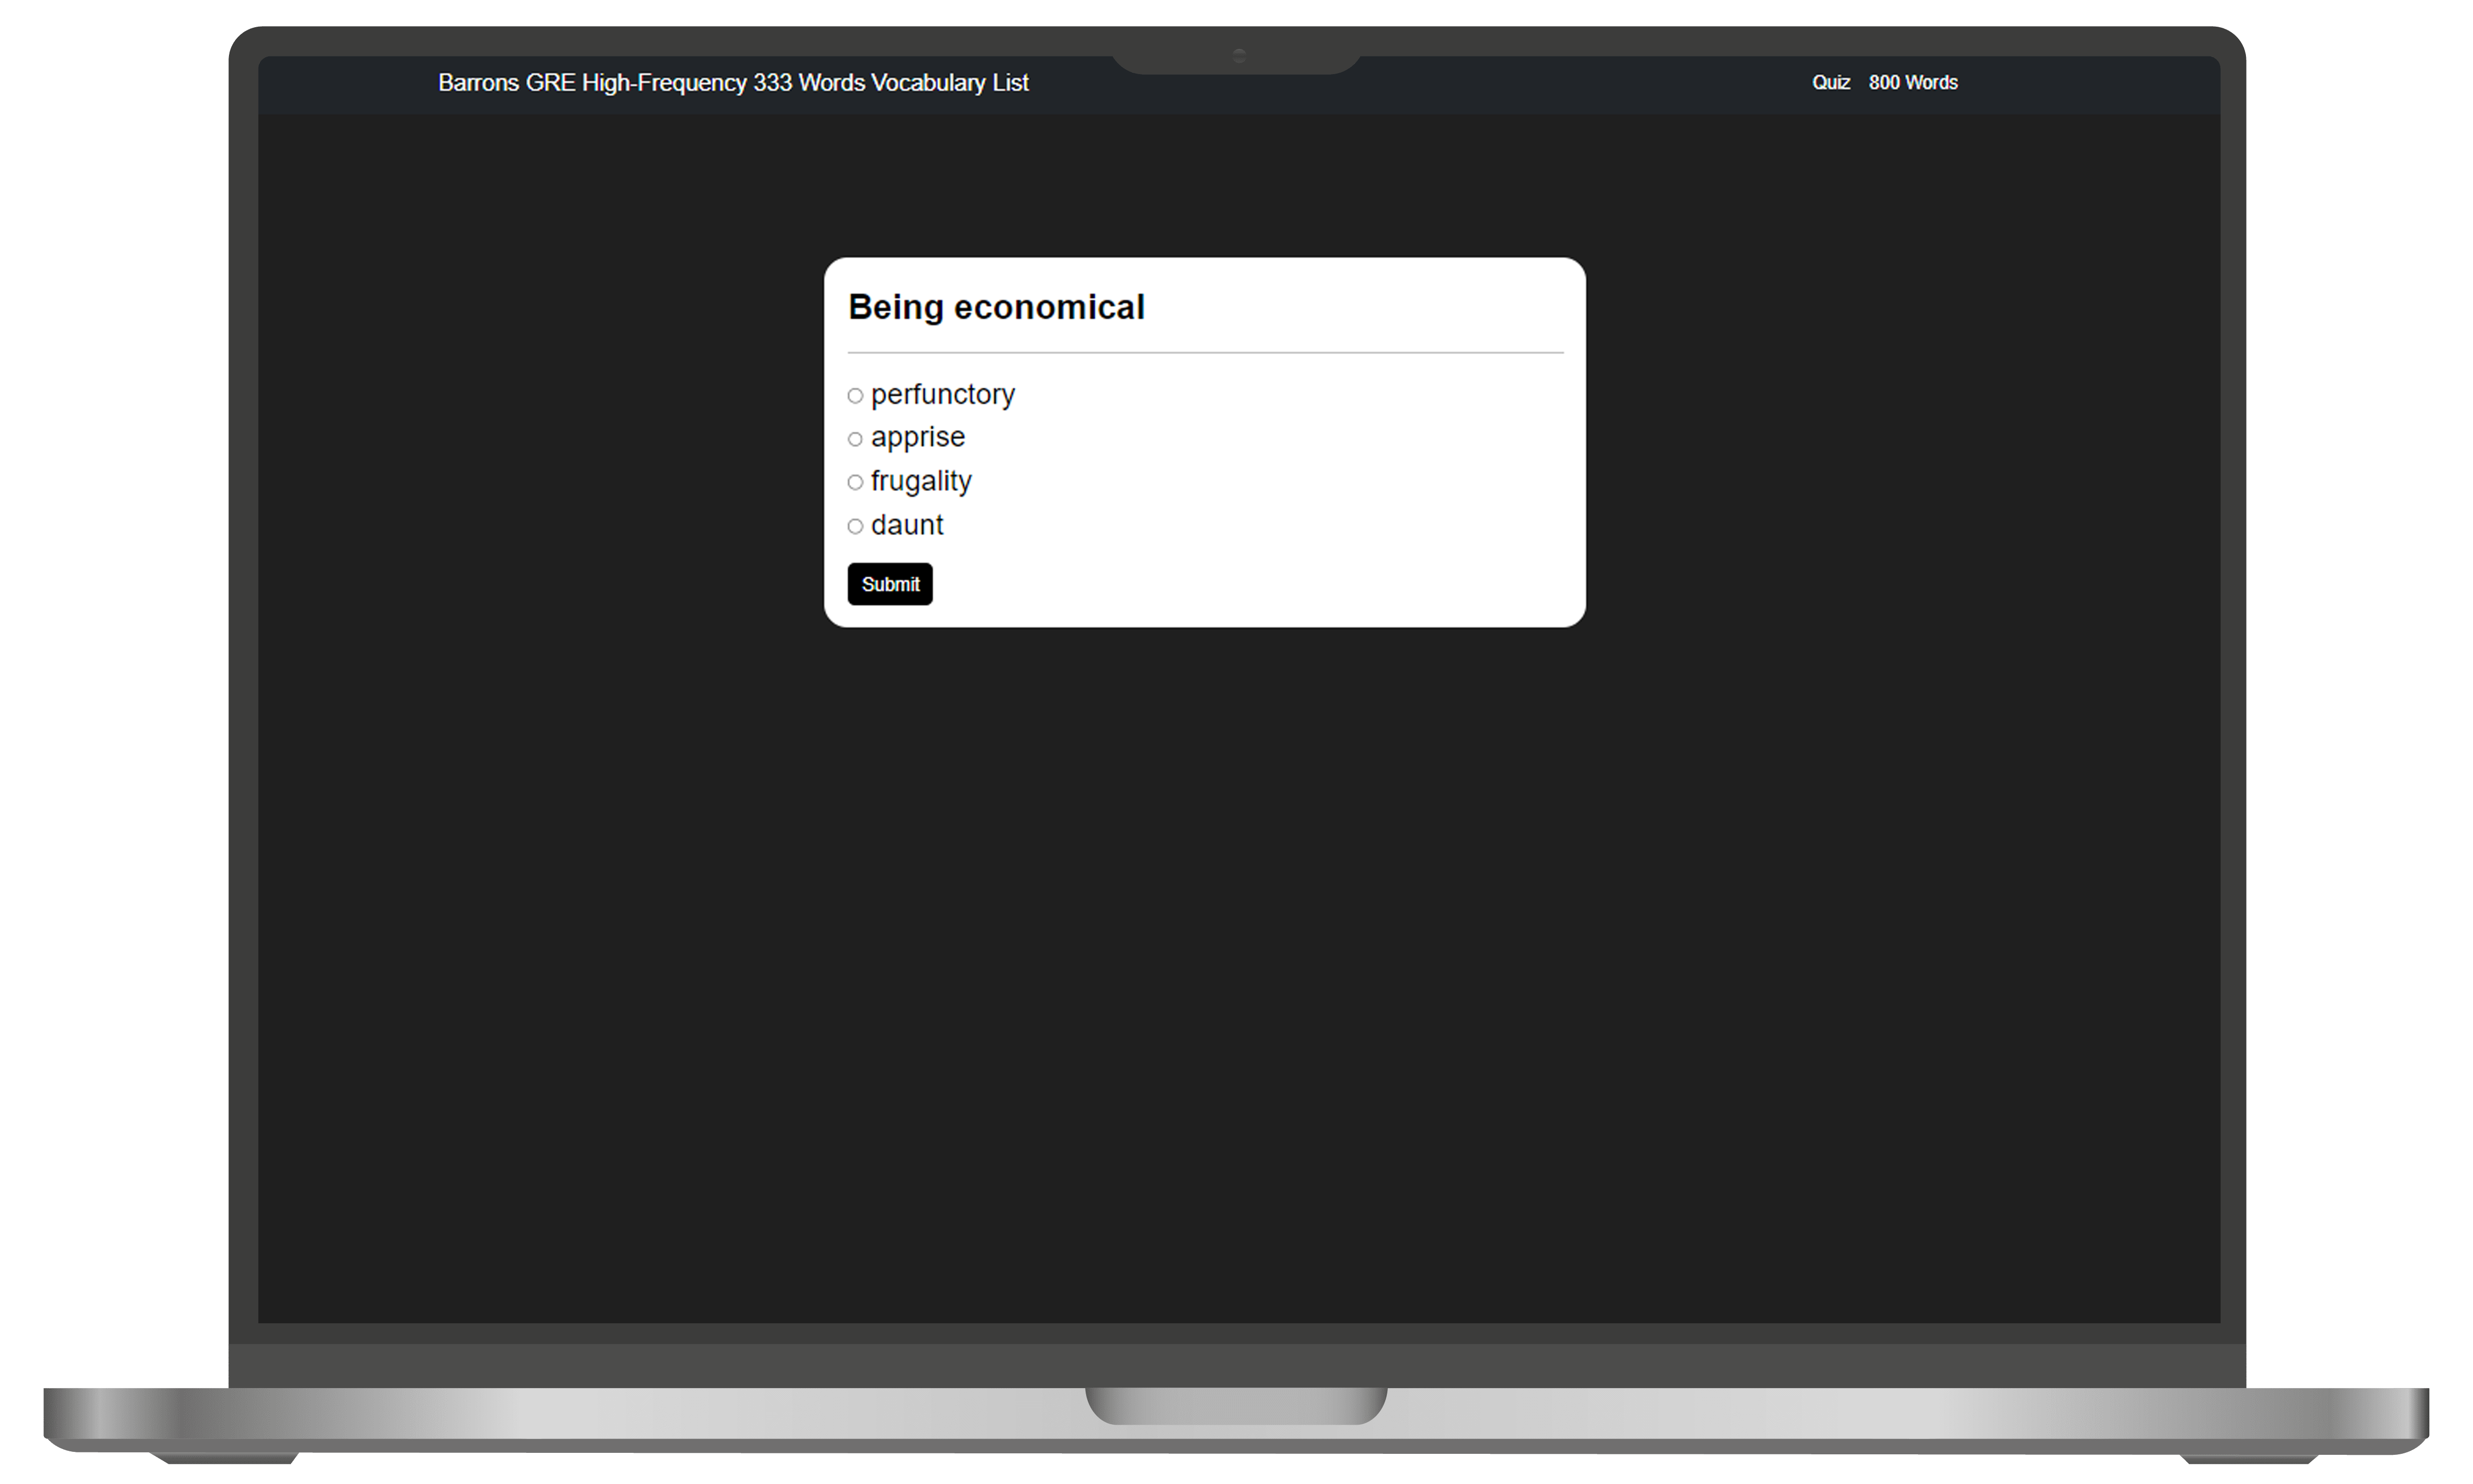 Barrons GRE High-Frequency 333 Words Vocabulary List
Quiz 800 Words
Being economical
perfunctory
apprise
frugality
daunt
Submit